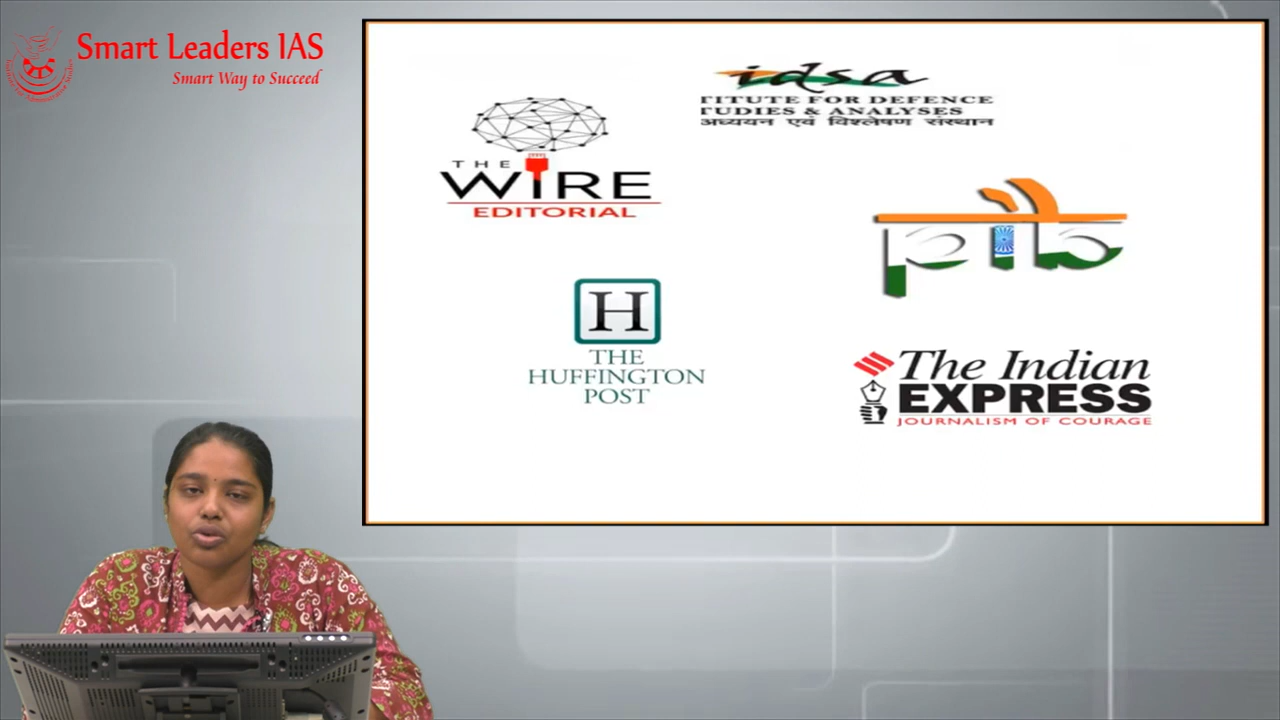 Smart Leaders IAS
Smart Way to Succeed
idsa
TITUTE FOR DEFENCE
TUDIES & ANALYSES
अध्ययन एवं विश्लेषण संस्थान
THE
WIRE
EDITORIAL
pib
H
THE
HUFFINGTON
POST
The Indian
EXPRESS
JOURNALISM OF COURAGE